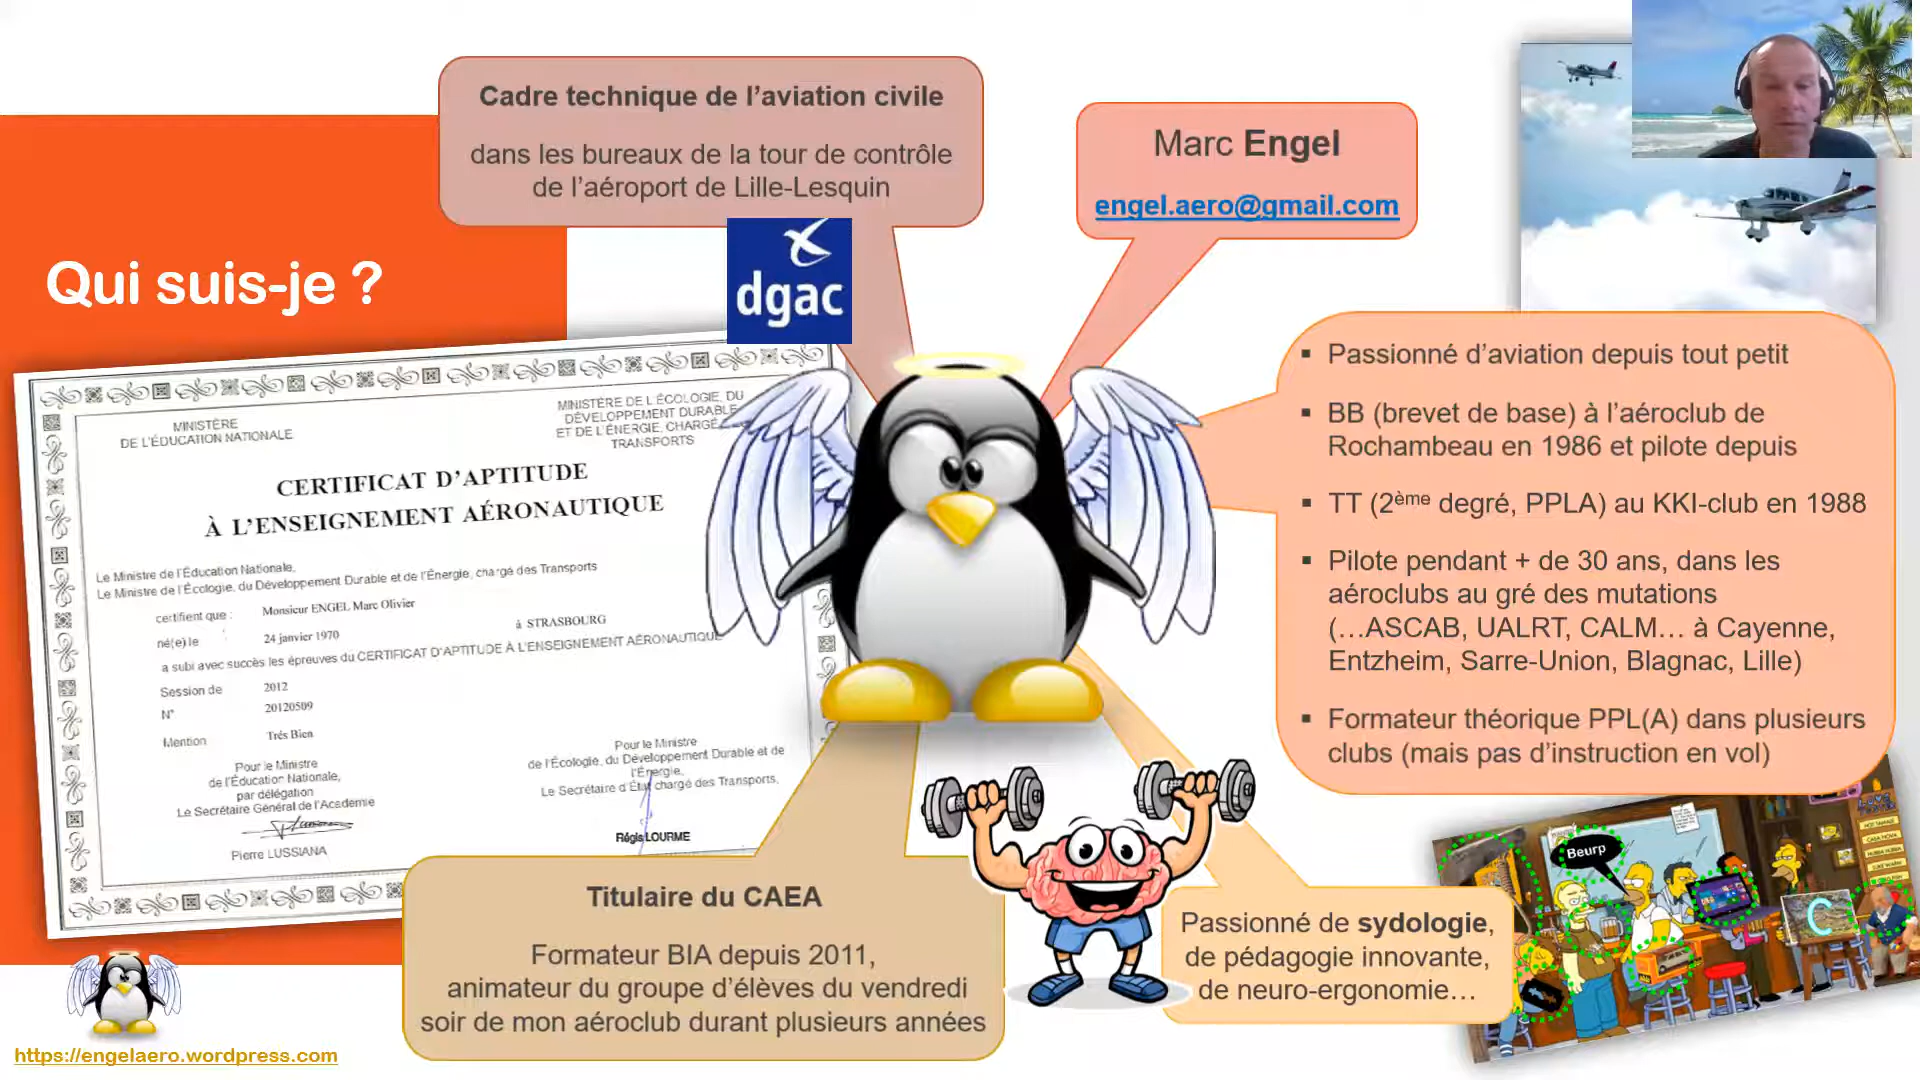 Qui suis-je ?
Cadre technique de l’aviation civile
dans les bureaux de la tour de contrôle
de l’aéroport de Lille-Lesquin
dgac
Marc Engel
engel.aero@gmail.com
▪ Passionné d’aviation depuis tout petit
▪ BB (brevet de base) à l’aéroclub de
Rochambeau en 1986 et pilote depuis
▪ TT (2ème degré, PPLA) au KKI-club en 1988
▪ Pilote pendant + de 30 ans, dans les
aéroclubs au gré des mutations
(…ASCAB, UALRT, CALM… à Cayenne,
Entzheim, Sarre-Union, Blagnac, Lille)
▪ Formateur théorique PPL(A) dans plusieurs
clubs (mais pas d’instruction en vol)
MINISTÈRE
DE L'ÉDUCATION NATIONALE
MINISTÈRE DE L'ÉCOLOGIE, DU
DÉVELOPPEMENT DURABLE
ET DE L'ÉNERGIE, CHARGÉ
TRANSPORTS
CERTIFICAT D'APTITUDE
À L'ENSEIGNEMENT AÉRONAUTIQUE
Le Ministre de l'Éducation Nationale,
Le Ministre de l'Écologie, du Développement Durable et de l'Énergie, chargé des Transports
certifient que : Monsieur ENGEL Marc Olivier
né(e) le : 24 janvier 1970 à STRASBOURG
a subi avec succès les épreuves du CERTIFICAT D'APTITUDE À L'ENSEIGNEMENT AÉRONAUTIQUE
Session de 2012
N° 20120509
Mention Trés Bien
Pour le Ministre
de l'Éducation Nationale,
par délégation
Le Secrétaire Général de l'Académie
Pierre LUSSIANA
Pour le Ministre
de l'Écologie, du Développement Durable et de
l'Énergie,
Le Secrétaire d'État chargé des Transports,
Régis LOURME
Titulaire du CAEA
Formateur BIA depuis 2011,
animateur du groupe d’élèves du vendredi
soir de mon aéroclub durant plusieurs années
Passionné de sydologie,
de pédagogie innovante,
de neuro-ergonomie…
Beurp
C
https://engelaero.wordpress.com